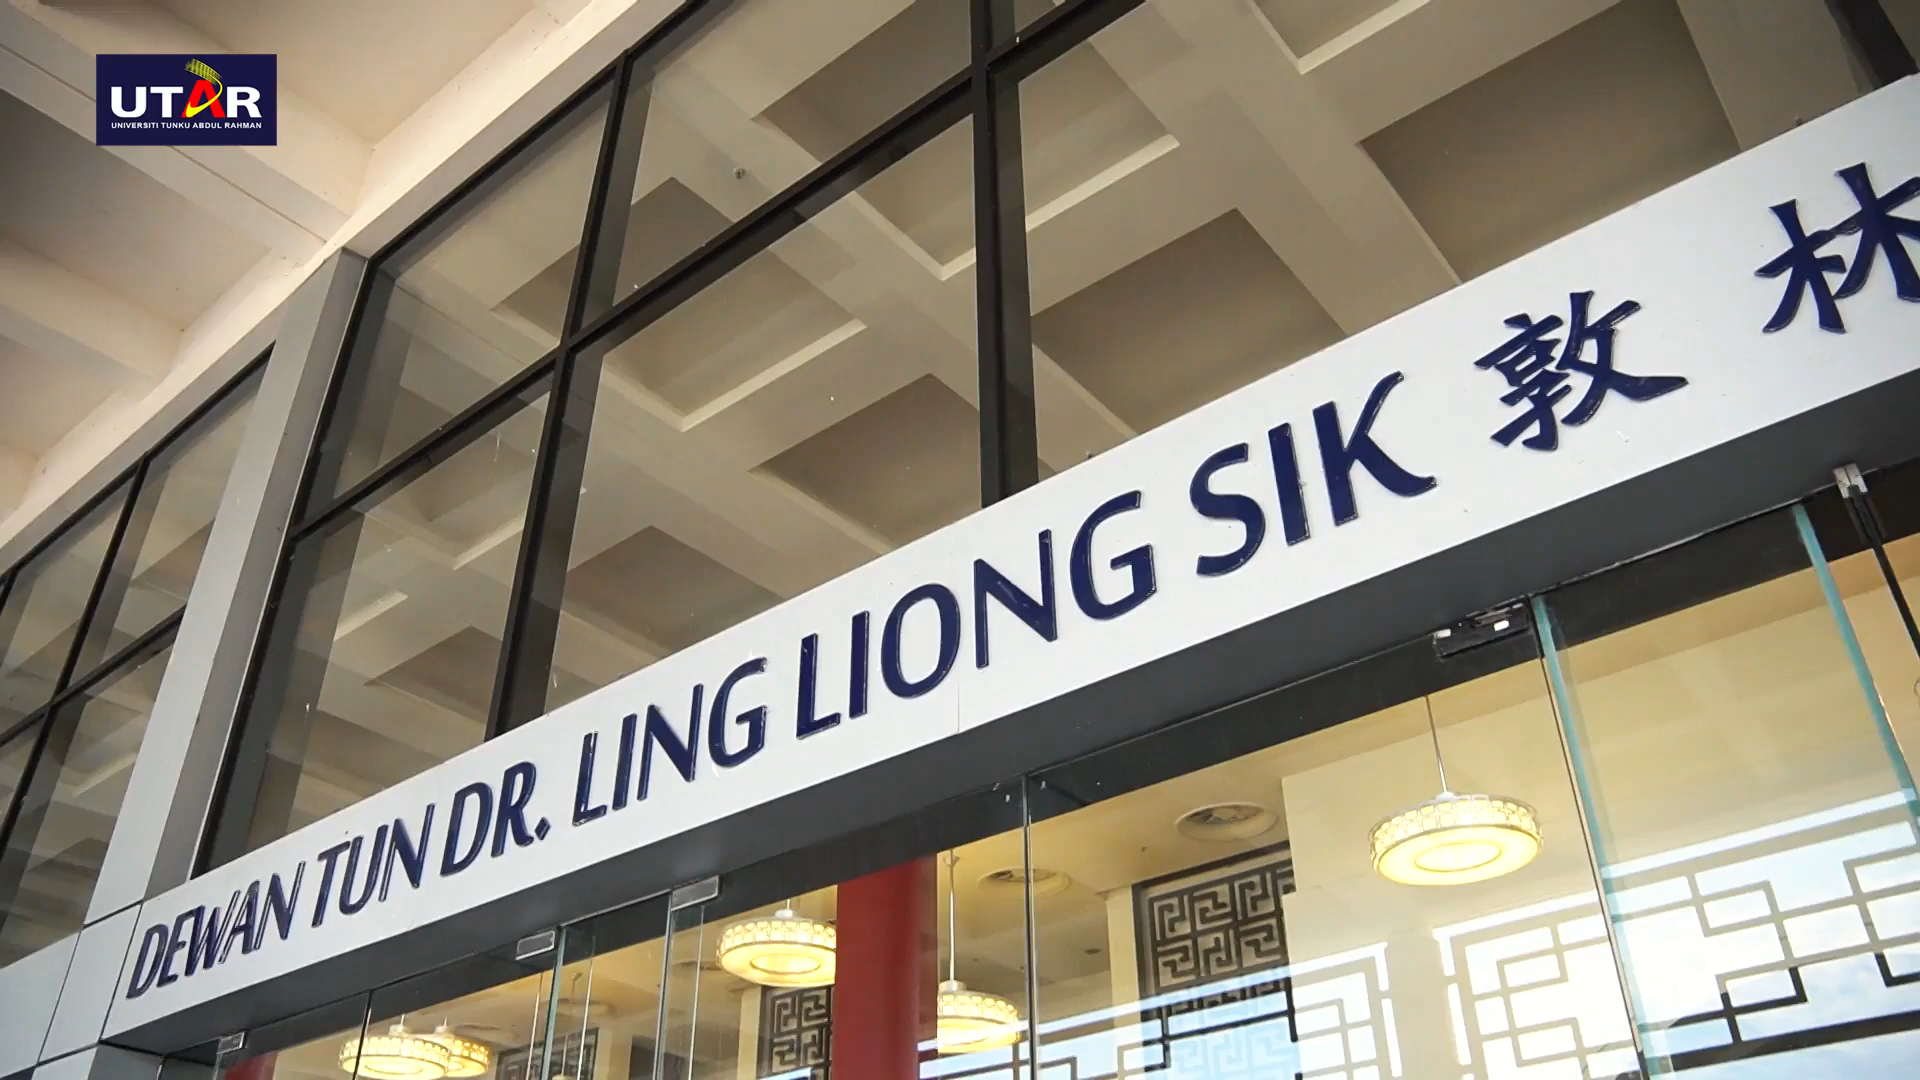 UTAR
UNIVERSITI TUNKU ABDUL RAHMAN
DEWAN TUN DR. LING LIONG SIK 敦 林